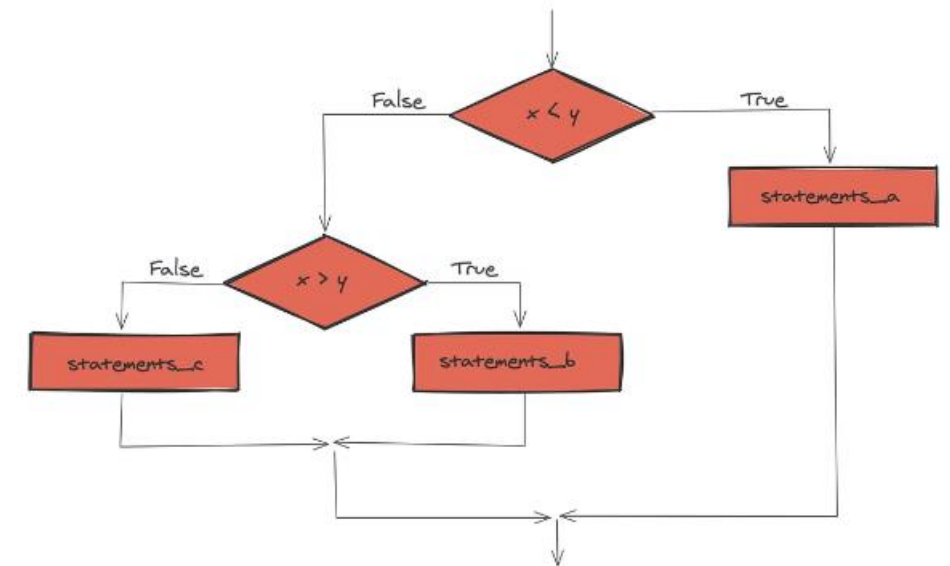 False
x < y
True
statements_a
False
x > y
True
statements_c
statements_b